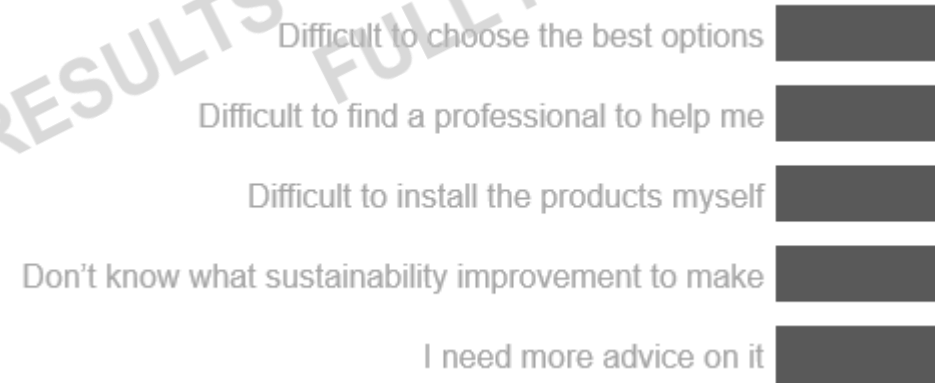 RESULTS
FULL
Difficult to choose the best options
Difficult to find a professional to help me
Difficult to install the products myself
Don’t know what sustainability improvement to make
I need more advice on it